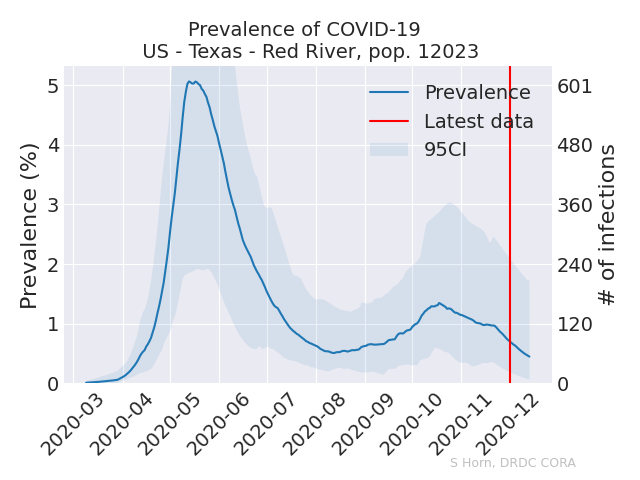 Prevalence of COVID-19
US - Texas - Red River, pop. 12023
Prevalence (%)
5
4
3
2
1
0
Prevalence
Latest data
95CI
601
480
360
240
120
0
# of infections
2020-03
2020-04
2020-05
2020-06
2020-07
2020-08
2020-09
2020-10
2020-11
2020-12
S Horn, DRDC CORA